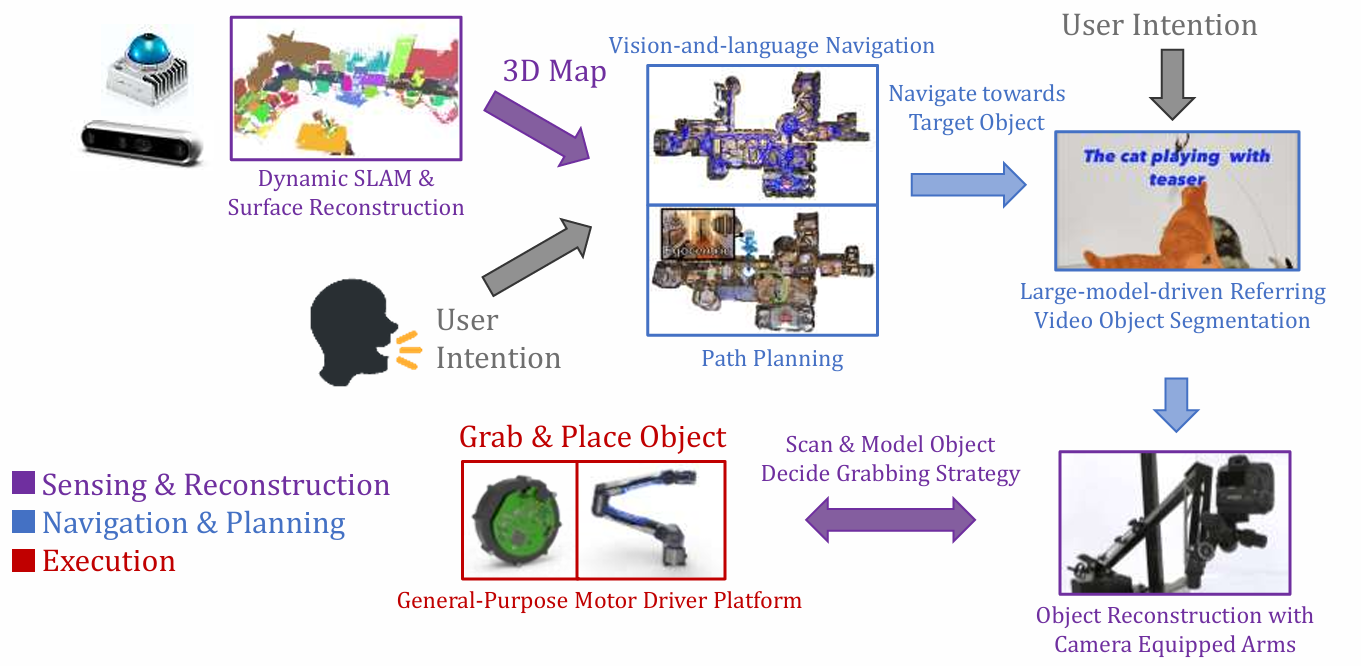 User Intention
Vision-and-language Navigation
3D Map
Navigate towards
Target Object
The cat playing with
teaser
Dynamic SLAM &
Surface Reconstruction
Egocentric
Large-model-driven Referring
Video Object Segmentation
User
Intention
Path Planning
Grab & Place Object
Scan & Model Object
Decide Grabbing Strategy
Sensing & Reconstruction
Navigation & Planning
Execution
General-Purpose Motor Driver Platform
Object Reconstruction with
Camera Equipped Arms